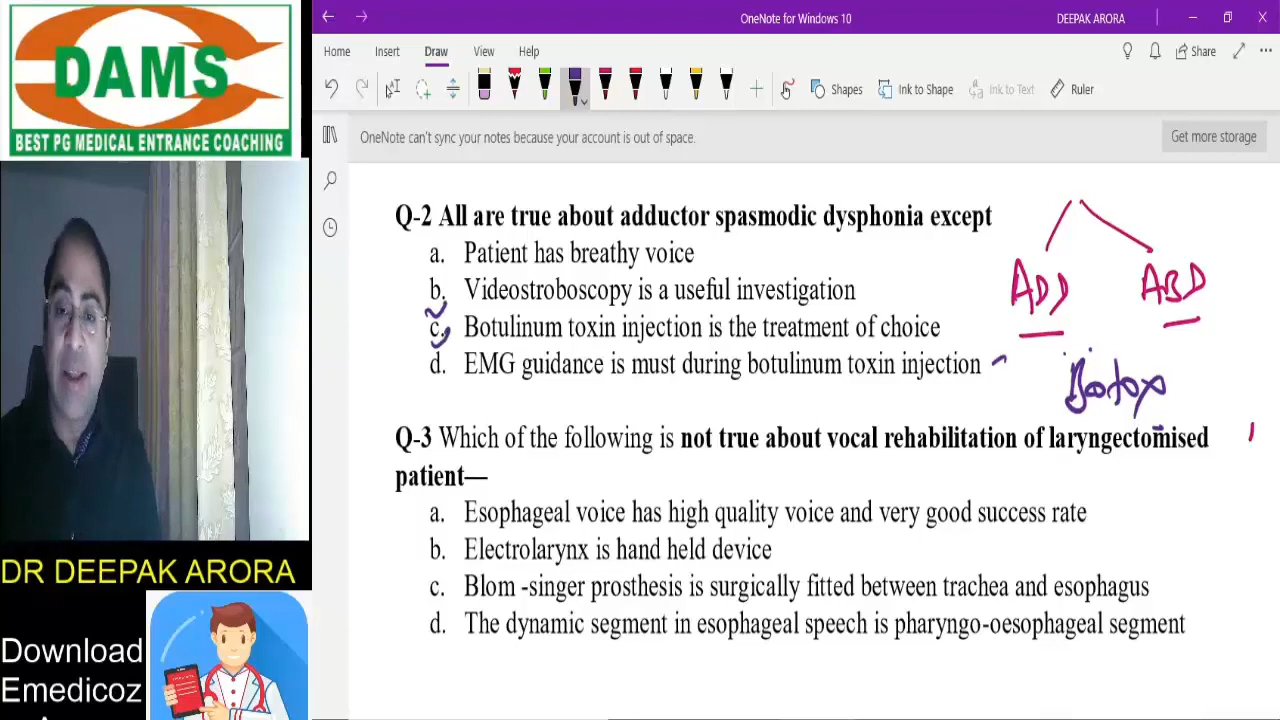 DAMS
BEST PG MEDICAL ENTRANCE COACHING
OneNote for Windows 10
DEEPAK ARORA
Home Insert Draw View Help
Share
Shapes Ink to Shape Ink to Text Ruler
OneNote can't sync your notes because your account is out of space.
Get more storage
Q-2 All are true about adductor spasmodic dysphonia except
a. Patient has breathy voice
b. Videostroboscopy is a useful investigation
c. Botulinum toxin injection is the treatment of choice
d. EMG guidance is must during botulinum toxin injection
ADD ABD
Botox
Q-3 Which of the following is not true about vocal rehabilitation of laryngectomised
patient—
a. Esophageal voice has high quality voice and very good success rate
b. Electrolarynx is hand held device
c. Blom -singer prosthesis is surgically fitted between trachea and esophagus
d. The dynamic segment in esophageal speech is pharyngo-oesophageal segment
DR DEEPAK ARORA
Download
Emedicoz